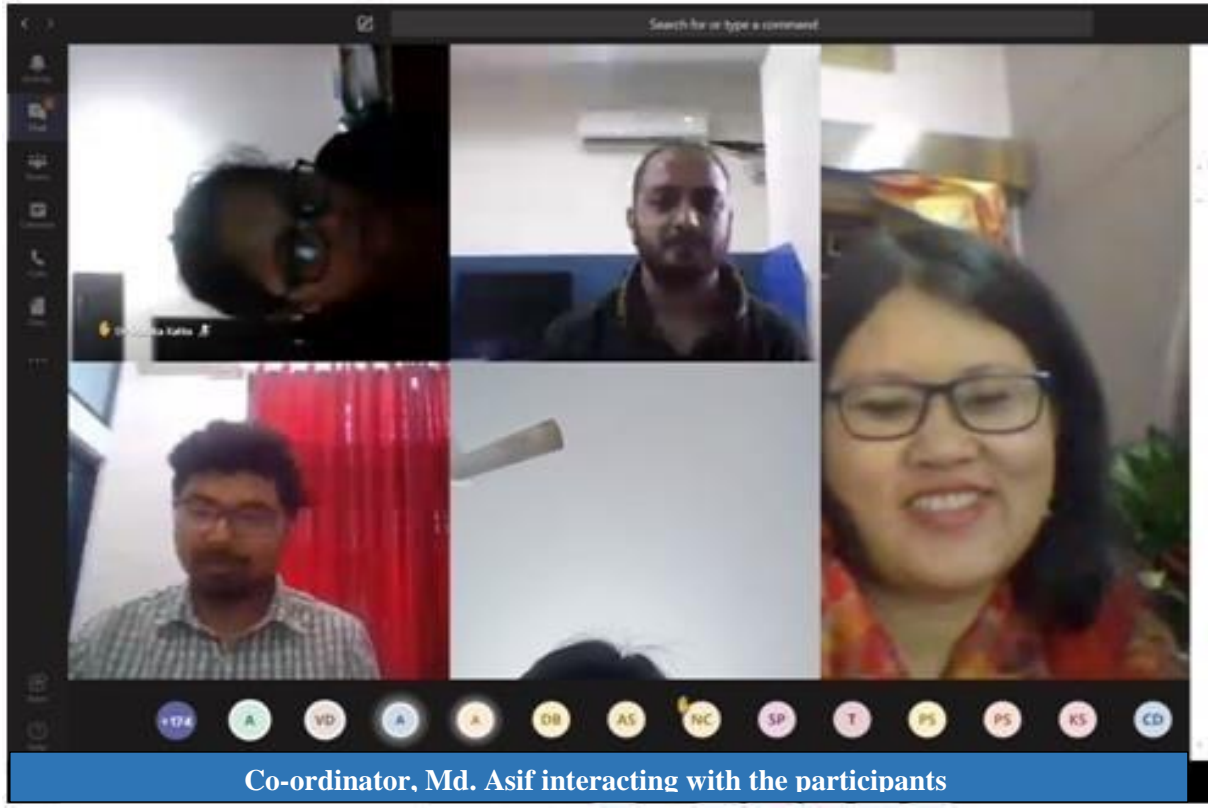 Search for or type a command
Chat
+174 A VD A A DB AS NC SP T PS PS KS CD
Co-ordinator, Md. Asif interacting with the participants